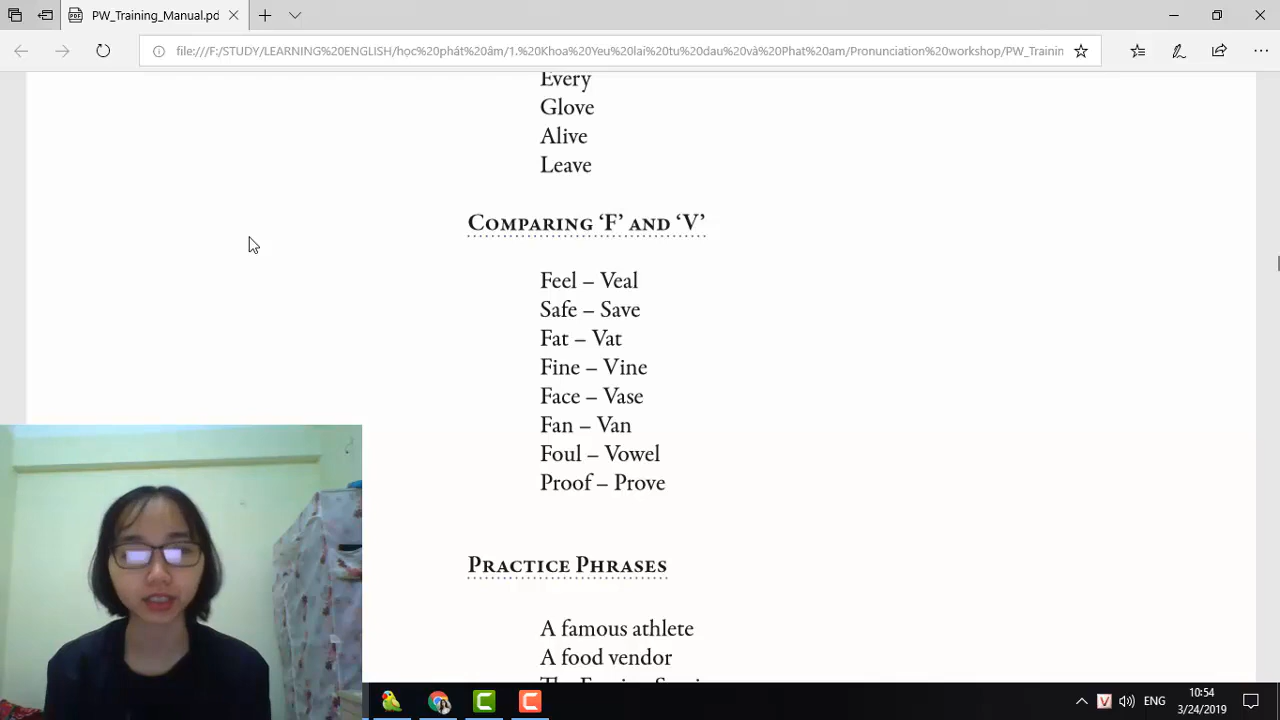 PW_Training_Manual.pd
file:///F:/STUDY/LEARNING%20ENGLISH/học%20phát%20âm/1.%20Khoa%20Yeu%20lai%20tu%20dau%20và%20Phat%20am/Pronunciation%20workshop/PW_Trainin
Every
Glove
Alive
Leave
Comparing ‘F’ and ‘V’
Feel – Veal
Safe – Save
Fat – Vat
Fine – Vine
Face – Vase
Fan – Van
Foul – Vowel
Proof – Prove
Practice Phrases
A famous athlete
A food vendor
V ENG
10:54
3/24/2019